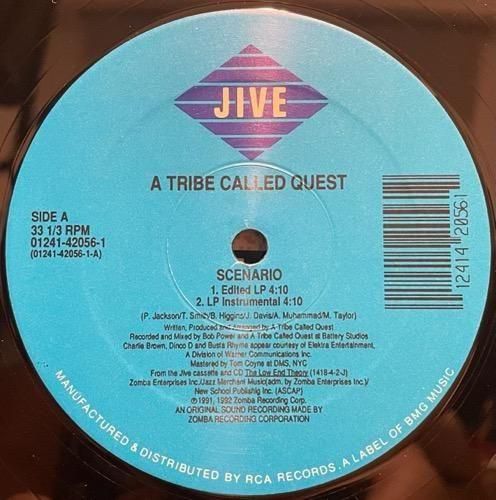 JIVE
A TRIBE CALLED QUEST
SIDE A
33 1/3 RPM
01241-42056-1
(01241-42056-1-A)
12414 20561
SCENARIO
1. Edited LP 4:10
2. LP Instrumental 4:10
(P. Jackson/T. Smith/B. Higgins/J. Davis/A. Muhammad/M. Taylor)
Written, Produced and Arranged by A Tribe Called Quest
Recorded and Mixed by Bob Power and A Tribe Called Quest at Battery Studios
Charlie Brown, Dinco D and Busta Rhyme appear courtesy of Elektra Entertainment,
A Division of Warner Communications Inc.
Mastered by Tom Coyne at DMS, NYC
From the Jive cassette and CD The Low End Theory (1418-4-2-J)
Zomba Enterprises Inc./Jazz Merchant Music(adm. by Zomba Enterprises Inc.)/
New School Publishig Inc. (ASCAP)
℗1991, 1992 Zomba Recording Corp.
AN ORIGINAL SOUND RECORDING MADE BY
ZOMBA RECORDING CORPORATION
MANUFACTURED & DISTRIBUTED BY RCA RECORDS. A LABEL OF BMG MUSIC